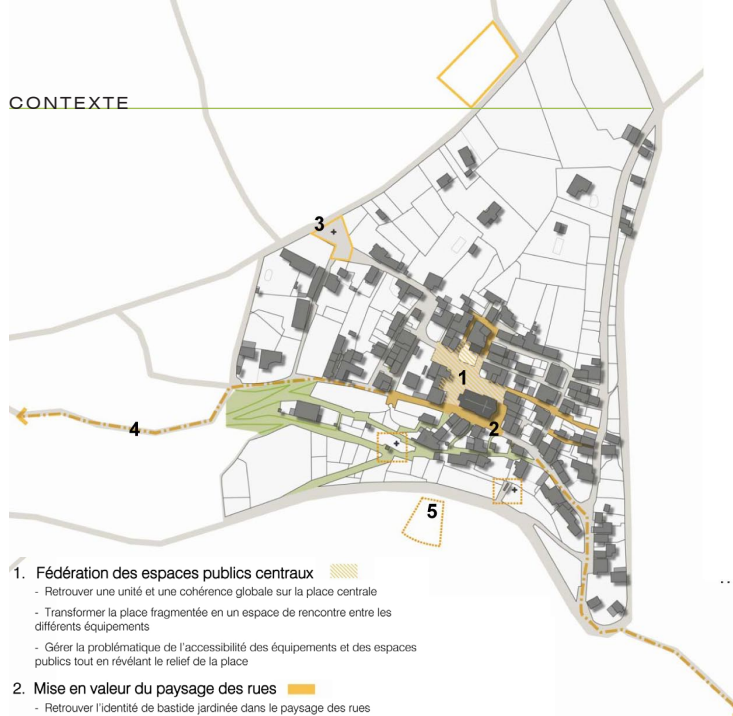 CONTEXTE
3
1
4
2
5
1. Fédération des espaces publics centraux
- Retrouver une unité et une cohérence globale sur la place centrale
- Transformer la place fragmentée en un espace de rencontre entre les
différents équipements
- Gérer la problématique de l'accessibilité des équipements et des espaces
publics tout en révélant le relief de la place
2. Mise en valeur du paysage des rues
- Retrouver l'identité de bastide jardinée dans le paysage des rues